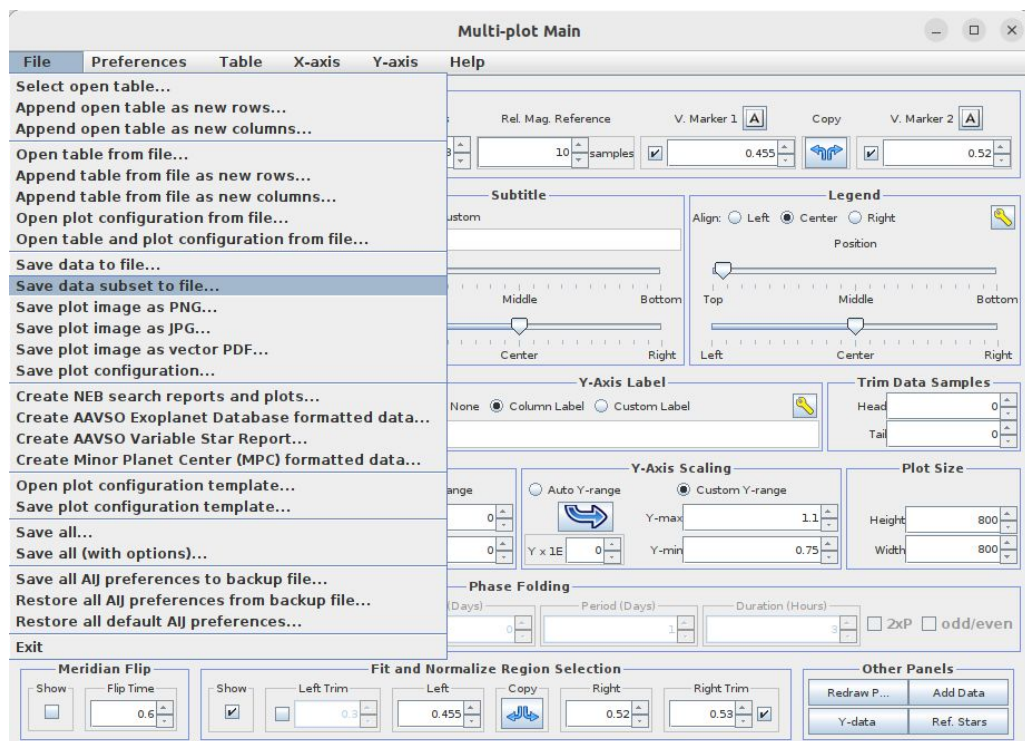 Multi-plot Main
File Preferences Table X-axis Y-axis Help
Select open table...
Append open table as new rows...
Append open table as new columns...
Open table from file...
Append table from file as new rows...
Append table from file as new columns...
Open plot configuration from file...
Open table and plot configuration from file...
Save data to file...
Save data subset to file...
Save plot image as PNG...
Save plot image as JPG...
Save plot image as vector PDF...
Save plot configuration...
Create NEB search reports and plots...
Create AAVSO Exoplanet Database formatted data...
Create AAVSO Variable Star Report...
Create Minor Planet Center (MPC) formatted data...
Open plot configuration template...
Save plot configuration template...
Save all...
Save all (with options)...
Save all AIJ preferences to backup file...
Restore all AIJ preferences from backup file...
Restore all default AIJ preferences...
Exit
Rel. Mag. Reference V. Marker 1 A Copy V. Marker 2 A
10 samples 0.455 0.52
Subtitle
Middle Bottom
Center Right
Legend
Align: Left Center Right
Position
Top Middle Bottom
Left Center Right
Y-Axis Label
None Column Label Custom Label
Trim Data Samples
Head 0
Tail 0
Y-Axis Scaling
Auto Y-range Custom Y-range
Y-max 1.1
Y x 1E 0 Y-min 0.75
Plot Size
Height 800
Width 800
Phase Folding
(Days) Period (Days) Duration (Hours)
0 1 3 2xP odd/even
Meridian Flip
Show Flip Time
0.6
Fit and Normalize Region Selection
Show Left Trim Left Copy Right Right Trim
0.3 0.455 0.52 0.53
Other Panels
Redraw P... Add Data
Y-data Ref. Stars